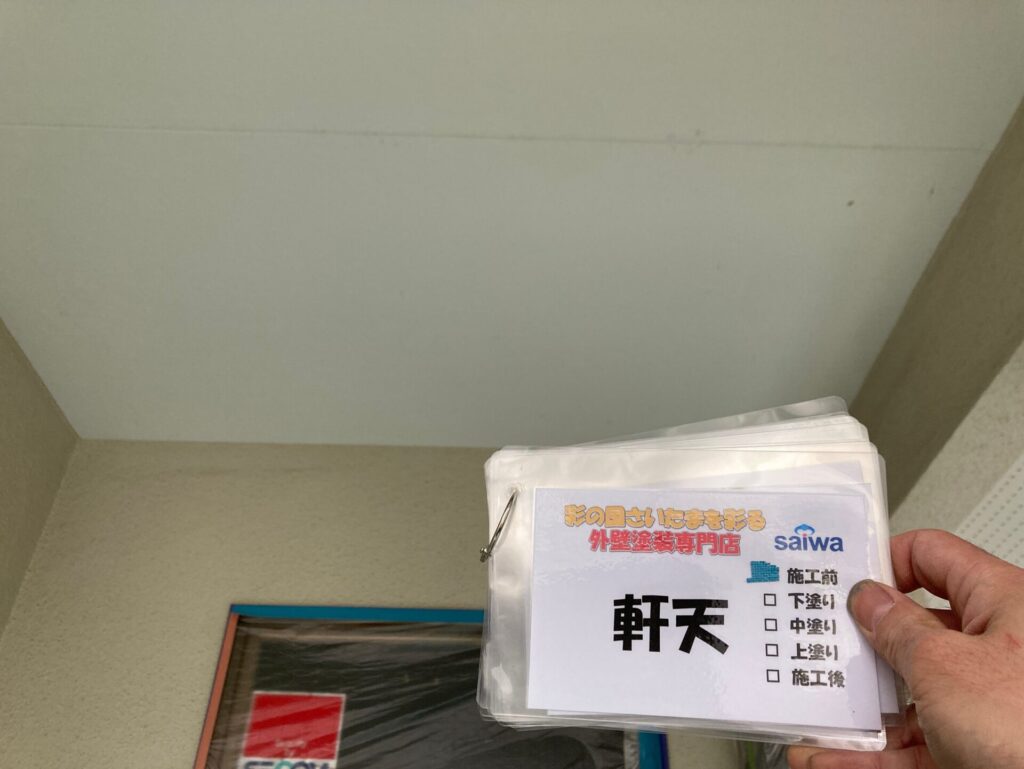 彩の国さいたまを彩る
外壁塗装専門店
saiwa
軒天
施工前
□ 下塗り
□ 中塗り
□ 上塗り
□ 施工後